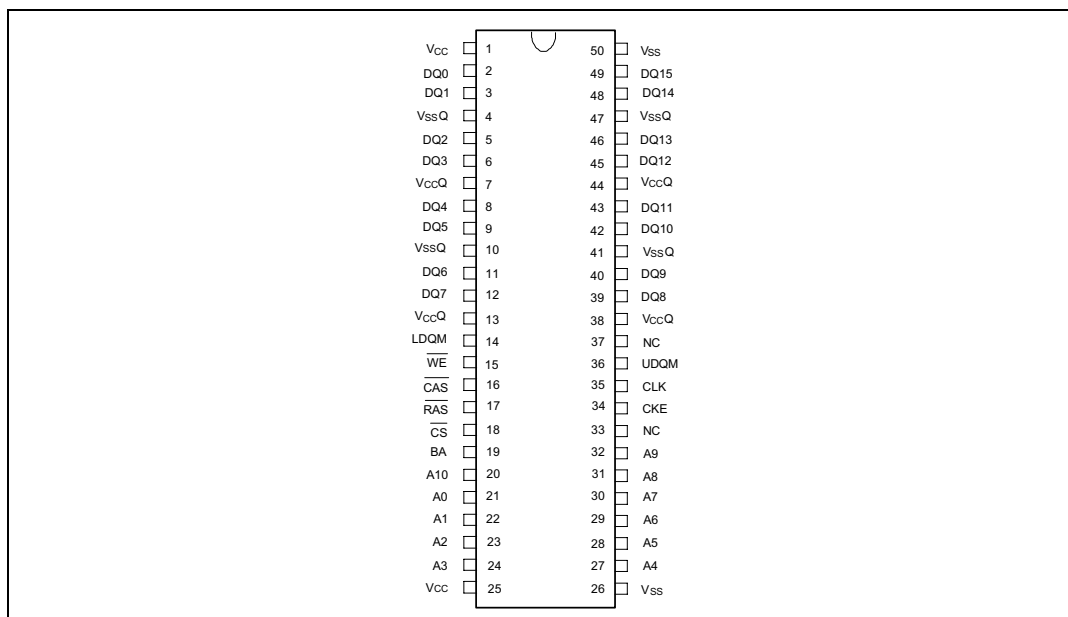 VCC 1 50 VSS
DQ0 2 49 DQ15
DQ1 3 48 DQ14
VSSQ 4 47 VSSQ
DQ2 5 46 DQ13
DQ3 6 45 DQ12
VCCQ 7 44 VCCQ
DQ4 8 43 DQ11
DQ5 9 42 DQ10
VSSQ 10 41 VSSQ
DQ6 11 40 DQ9
DQ7 12 39 DQ8
VCCQ 13 38 VCCQ
LDQM 14 37 NC
W̅E̅ 15 36 UDQM
C̅A̅S̅ 16 35 CLK
R̅A̅S̅ 17 34 CKE
C̅S̅ 18 33 NC
BA 19 32 A9
A10 20 31 A8
A0 21 30 A7
A1 22 29 A6
A2 23 28 A5
A3 24 27 A4
VCC 25 26 VSS